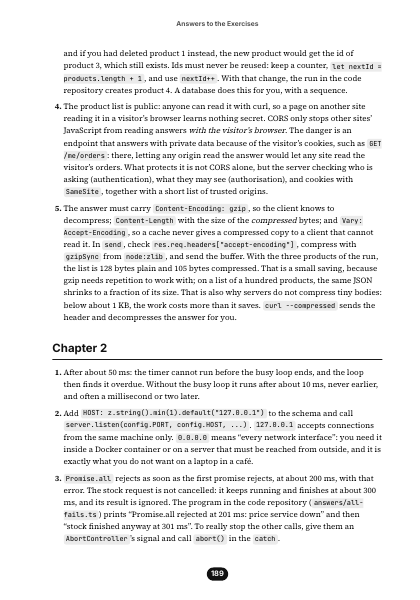 Answers to the Exercises
and if you had deleted product 1 instead, the new product would get the id of
product 3, which still exists. Ids must never be reused: keep a counter, let nextId =
products.length + 1, and use nextId++. With that change, the run in the code
repository creates product 4. A database does this for you, with a sequence.
4. The product list is public: anyone can read it with curl, so a page on another site
reading it in a visitor's browser learns nothing secret. CORS only stops other sites'
JavaScript from reading answers with the visitor's browser. The danger is an
endpoint that answers with private data because of the visitor's cookies, such as GET
/me/orders: there, letting any origin read the answer would let any site read the
visitor's orders. What protects it is not CORS alone, but the server checking who is
asking (authentication), what they may see (authorisation), and cookies with
SameSite, together with a short list of trusted origins.
5. The answer must carry Content-Encoding: gzip, so the client knows to
decompress; Content-Length with the size of the compressed bytes; and Vary:
Accept-Encoding, so a cache never gives a compressed copy to a client that cannot
read it. In send, check res.req.headers["accept-encoding"], compress with
gzipSync from node:zlib, and send the buffer. With the three products of the run,
the list is 128 bytes plain and 105 bytes compressed. That is a small saving, because
gzip needs repetition to work with; on a list of a hundred products, the same JSON
shrinks to a fraction of its size. That is also why servers do not compress tiny bodies:
below about 1 KB, the work costs more than it saves. curl --compressed sends the
header and decompresses the answer for you.
Chapter 2
1. After about 50 ms: the timer cannot run before the busy loop ends, and the loop
then finds it overdue. Without the busy loop it runs after about 10 ms, never earlier,
and often a millisecond or two later.
2. Add HOST: z.string().min(1).default("127.0.0.1") to the schema and call
server.listen(config.PORT, config.HOST, ...). 127.0.0.1 accepts connections
from the same machine only. 0.0.0.0 means "every network interface": you need it
inside a Docker container or on a server that must be reached from outside, and it is
exactly what you do not want on a laptop in a café.
3. Promise.all rejects as soon as the first promise rejects, at about 200 ms, with that
error. The stock request is not cancelled: it keeps running and finishes at about 300
ms, and its result is ignored. The program in the code repository (answers/all-
fails.ts) prints "Promise.all rejected at 201 ms: price service down" and then
"stock finished anyway at 301 ms". To really stop the other calls, give them an
AbortController's signal and call abort() in the catch.
189